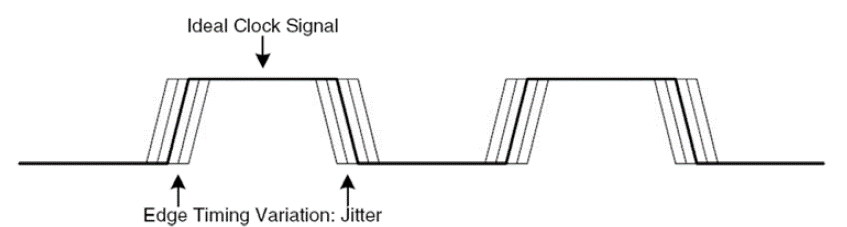 Ideal Clock Signal
Edge Timing Variation: Jitter